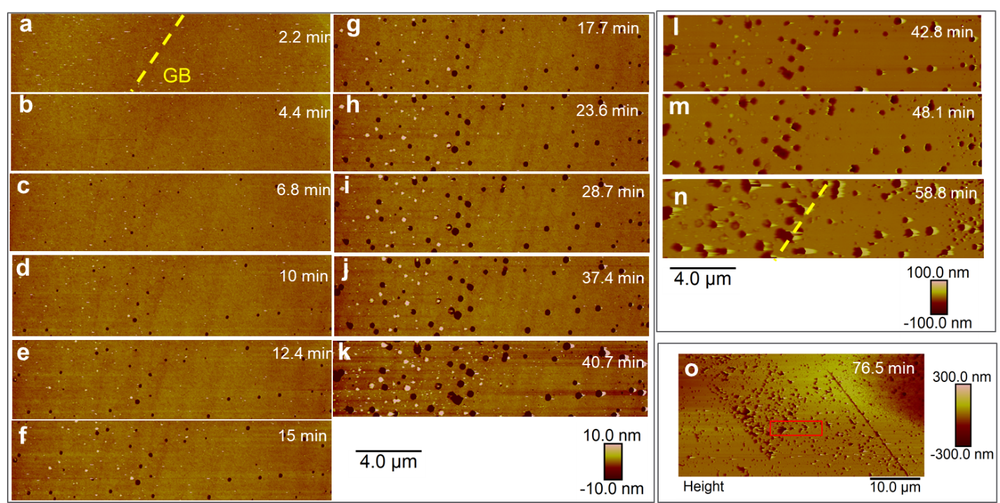 a
2.2 min
GB
b
4.4 min
c
6.8 min
d
10 min
e
12.4 min
f
15 min
g
17.7 min
h
23.6 min
i
28.7 min
j
37.4 min
k
40.7 min
4.0 µm
10.0 nm
-10.0 nm
l
42.8 min
m
48.1 min
n
58.8 min
4.0 µm
100.0 nm
-100.0 nm
o
76.5 min
300.0 nm
-300.0 nm
Height
10.0 µm